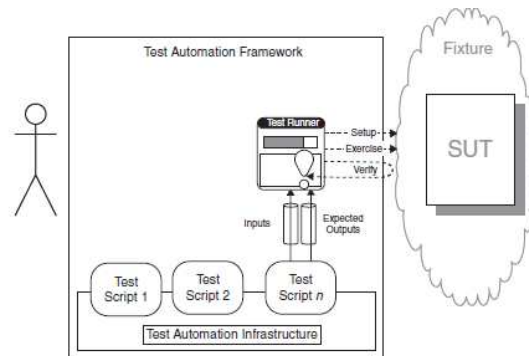 Test Automation Framework
Fixture
Test Runner
Setup
Exercise
Verify
SUT
Inputs
Expected
Outputs
Test
Script 1
Test
Script 2
Test
Script n
Test Automation Infrastructure